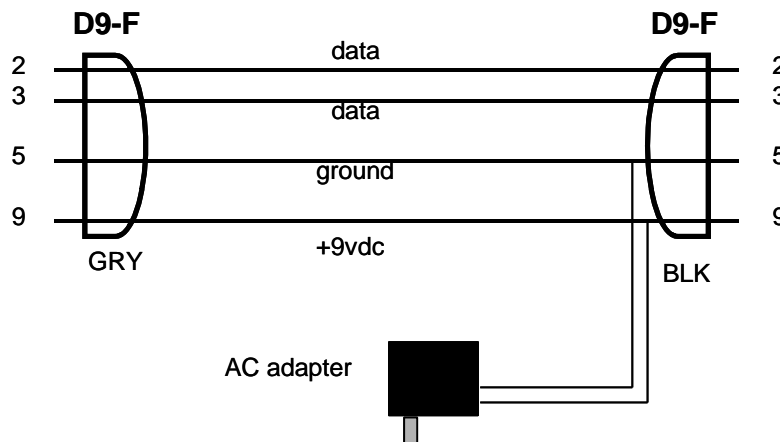 D9-F D9-F
data
2 2
3 3
data
5 5
ground
9 9
+9vdc
GRY
BLK
AC adapter